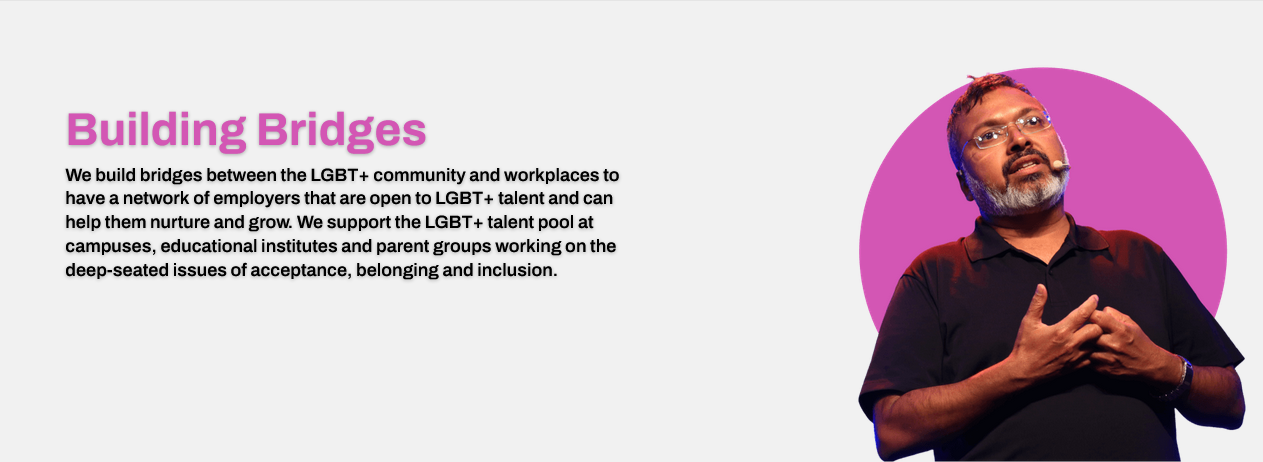 Building Bridges
We build bridges between the LGBT+ community and workplaces to
have a network of employers that are open to LGBT+ talent and can
help them nurture and grow. We support the LGBT+ talent pool at
campuses, educational institutes and parent groups working on the
deep-seated issues of acceptance, belonging and inclusion.